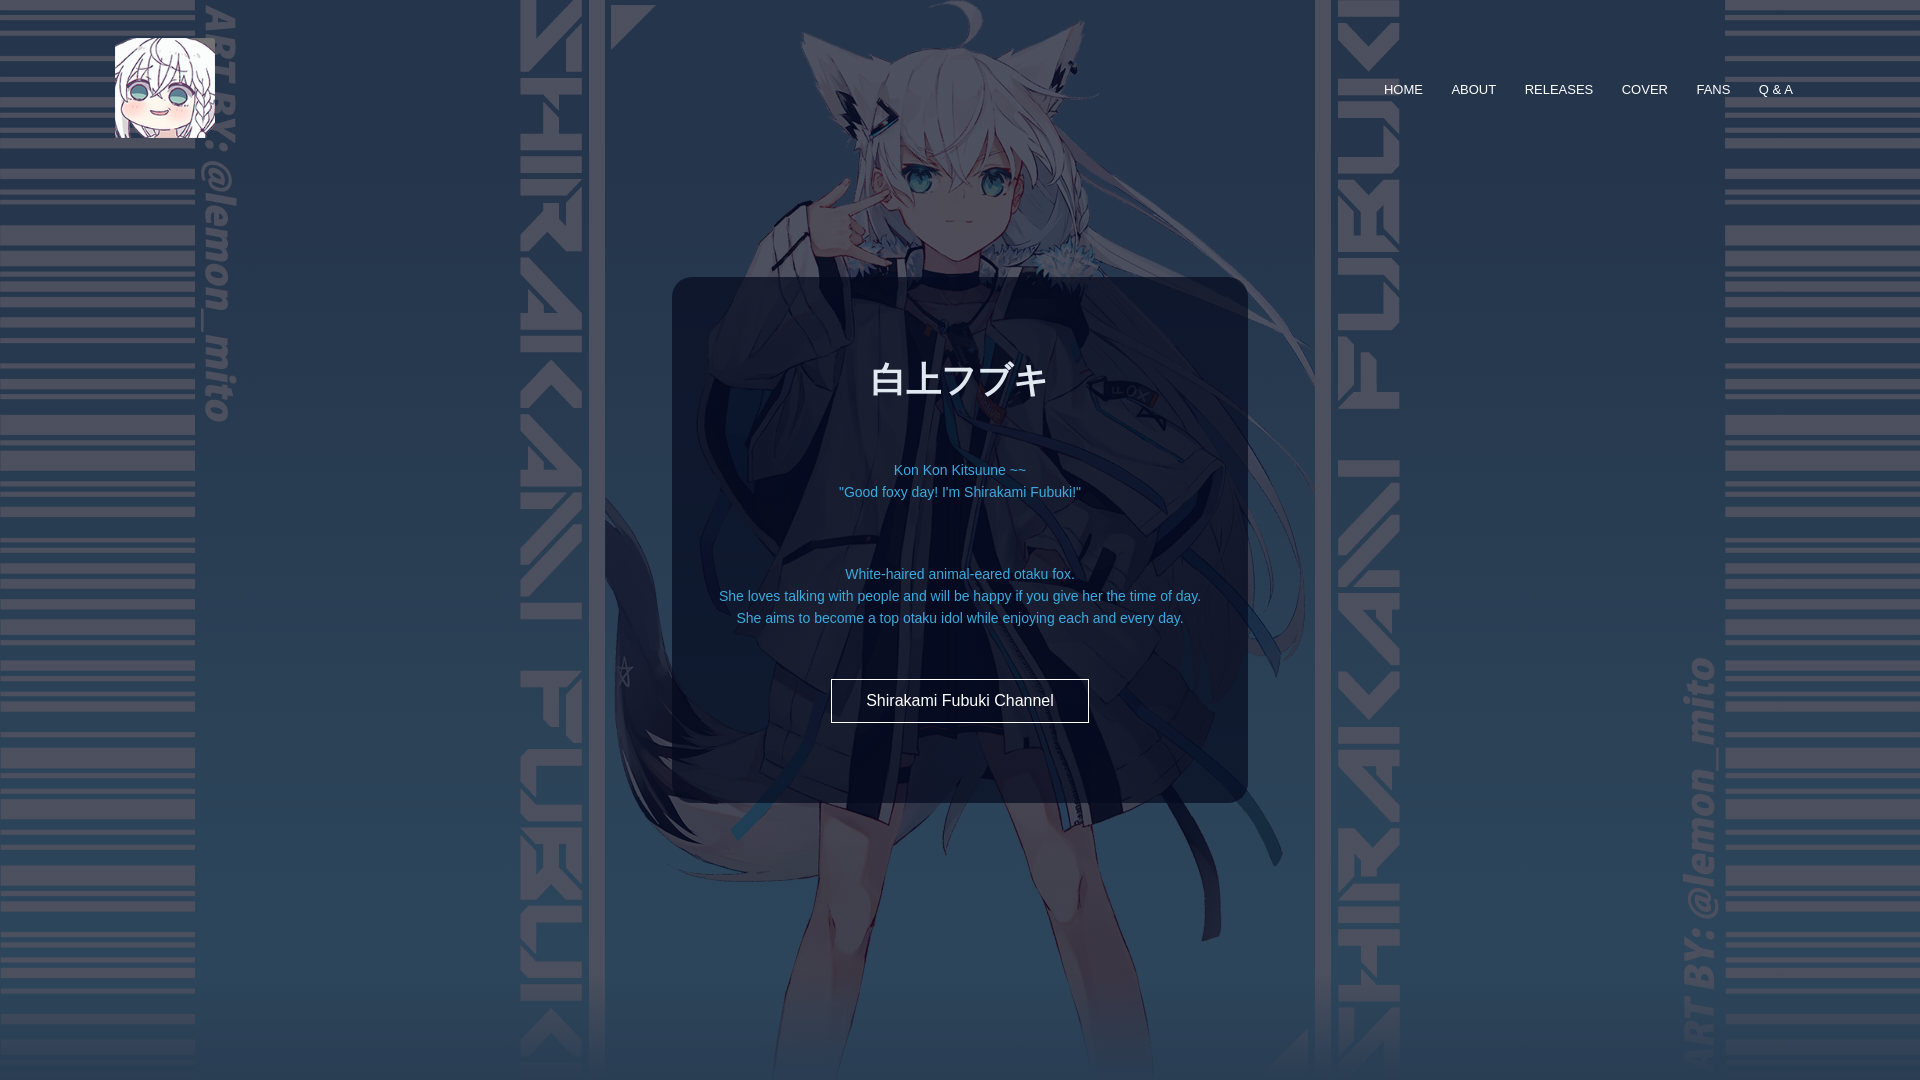 HOME ABOUT RELEASES COVER FANS Q & A
ART BY: @lemon_mito
SHIRAKAMI FUBUKI
SHIRAKAMI FUBUKI
ART BY: @lemon_mito
FOX
白上フブキ
Kon Kon Kitsuune ~~
"Good foxy day! I'm Shirakami Fubuki!"
White-haired animal-eared otaku fox.
She loves talking with people and will be happy if you give her the time of day.
She aims to become a top otaku idol while enjoying each and every day.
Shirakami Fubuki Channel